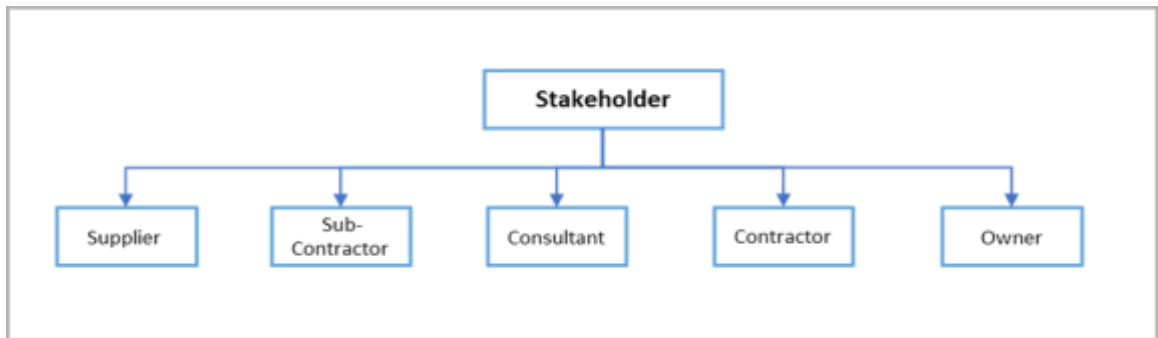 Stakeholder
Supplier
Sub-
Contractor
Consultant
Contractor
Owner